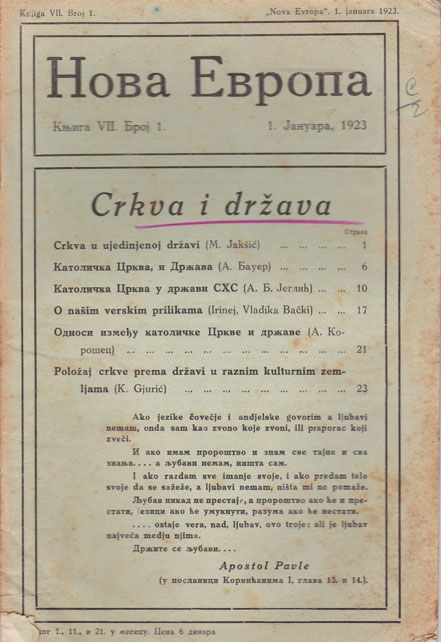 Knjiga VII. Broj 1.
„Nova Evropa", 1. januara 1923.
Нова Европа
Књига VII. Број 1.
1. Јануара, 1923
Crkva i država
Страна
Crkva u ujedinjenoj državi (M. Jakšić) ... ... ... ... 1
Католичка Црква, и Држава (А. Бауер) ... ... ... ... 6
Католичка Црква у држави СХС (А. Б. Јеглић) ... ... 10
O našim verskim prilikama (Irinej, Vladika Bački) ... ... 17
Односи између католичке Цркве и државе (А. Ко-
рошец) ... ... ... ... ... ... ... ... ... ... ... 21
Položaj crkve prema državi u raznim kulturnim zem-
ljama (K. Gjurić) ... ... ... ... ... ... ... ... 23
Ako jezike čovečje i andjelske govorim a ljubavi
nemam, onda sam kao zvono koje zvoni, ili praporac koji
zveči.
И ако имам пророштво и знам све тајне и сва
знања.... а љубави немам, ништа сам.
I ako razdam sve imanje svoje, i ako predam telo
svoje da se sažeže, a ljubavi nemam, ništa mi ne pomaže.
Љубав никад не престаје, а пророштво ако ће и пре-
стати, језици ако ће умукнути, разума ако ће нестати.
.... ostaje vera, nad, ljubav, ovo troje; ali je ljubav
najveća medju njima.
Држите се љубави....
Apostol Pavle
(у посланици Коринћанима I, глава 13. и 14.).
ог 1., 11., и 21. у месецу. Цена 6 динара